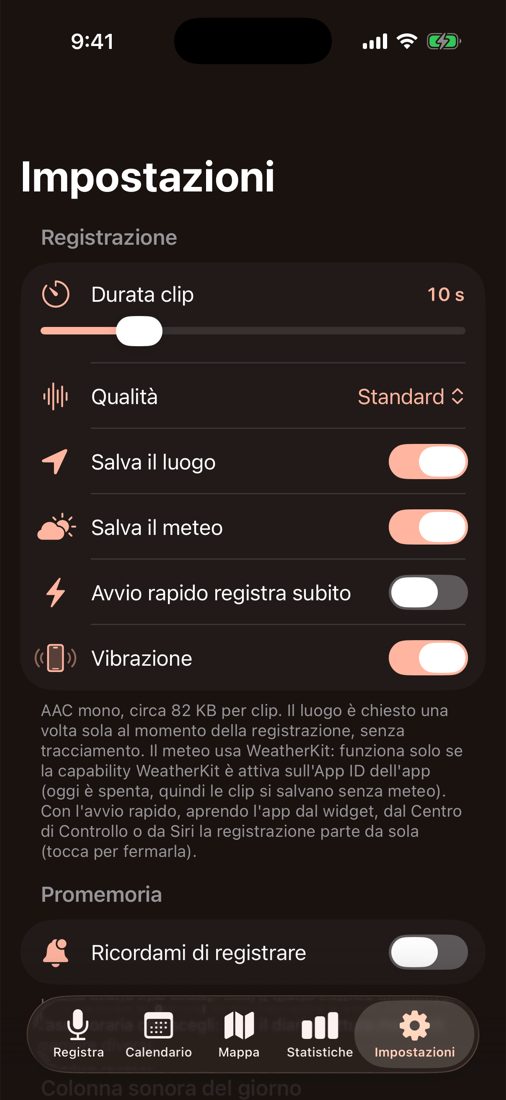 9:41
Impostazioni
Registrazione
Durata clip
10 s
Qualità
Standard
Salva il luogo
Salva il meteo
Avvio rapido registra subito
Vibrazione
AAC mono, circa 82 KB per clip. Il luogo è chiesto una
volta sola al momento della registrazione, senza
tracciamento. Il meteo usa WeatherKit: funziona solo se
la capability WeatherKit è attiva sull'App ID dell'app
(oggi è spenta, quindi le clip si salvano senza meteo).
Con l'avvio rapido, aprendo l'app dal widget, dal Centro
di Controllo o da Siri la registrazione parte da sola
(tocca per fermarla).
Promemoria
Ricordami di registrare
Registra
Calendario
Mappa
Statistiche
Impostazioni
Colonna sonora del giorno